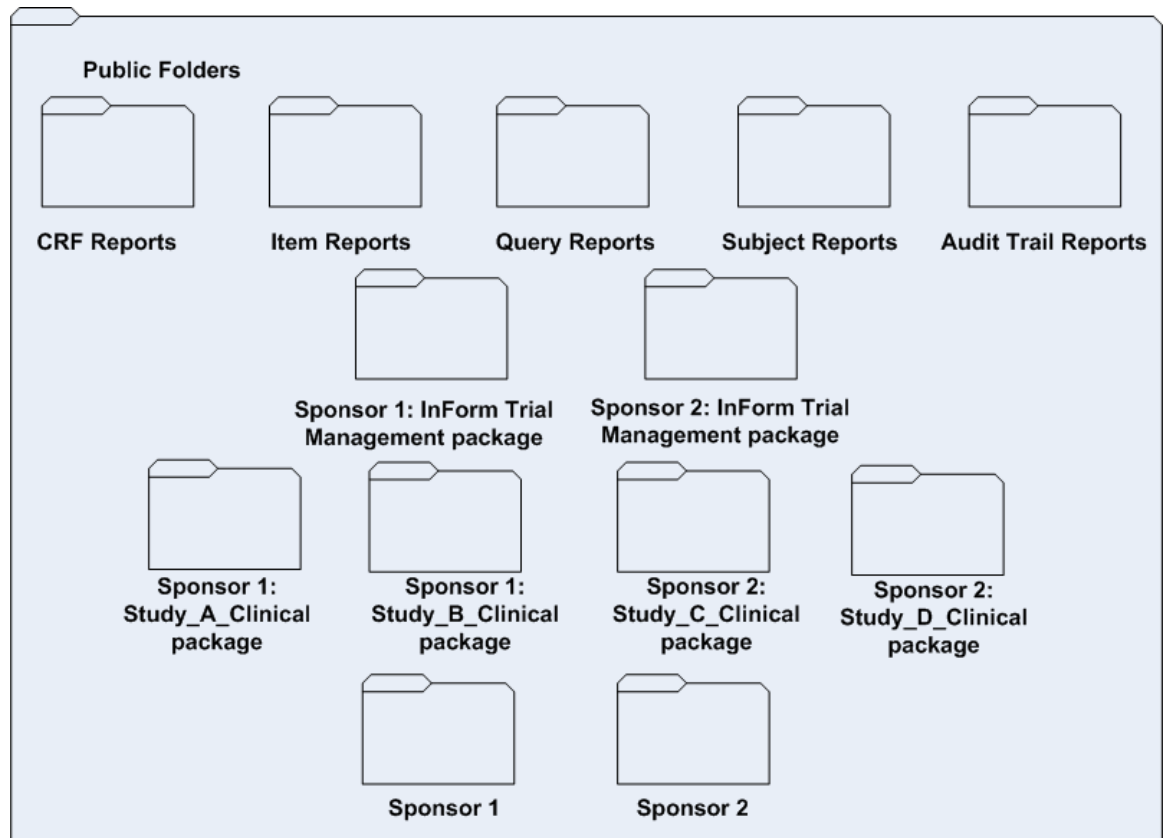 Public Folders
CRF Reports
Item Reports
Query Reports
Subject Reports
Audit Trail Reports
Sponsor 1: InForm Trial
Management package
Sponsor 2: InForm Trial
Management package
Sponsor 1:
Study_A_Clinical
package
Sponsor 1:
Study_B_Clinical
package
Sponsor 2:
Study_C_Clinical
package
Sponsor 2:
Study_D_Clinical
package
Sponsor 1
Sponsor 2